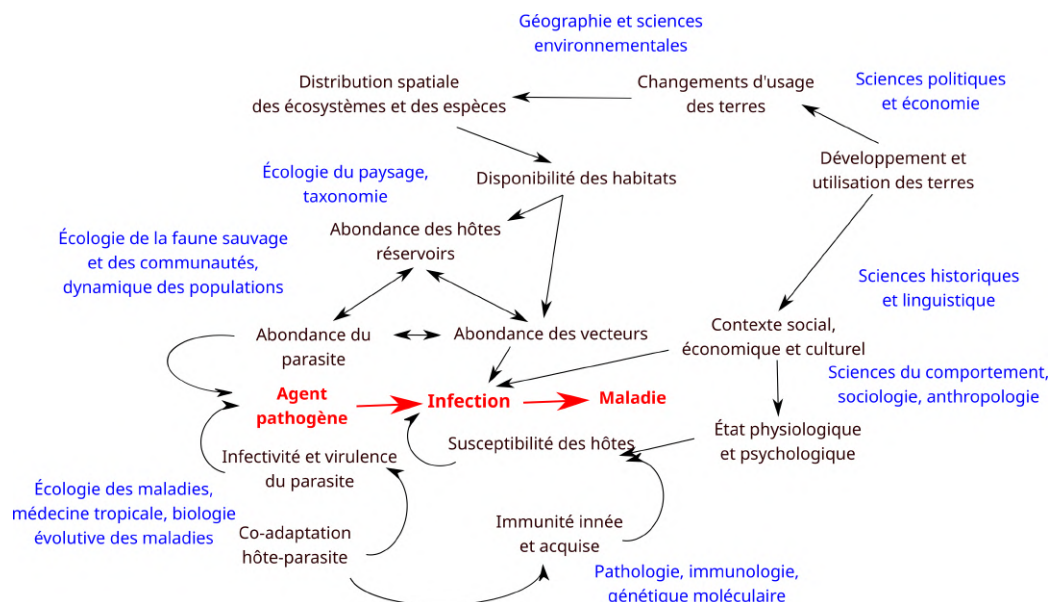 Géographie et sciences
environnementales
Distribution spatiale
des écosystèmes et des espèces
Changements d'usage
des terres
Sciences politiques
et économie
Développement et
utilisation des terres
Écologie du paysage,
taxonomie
Disponibilité des habitats
Abondance des hôtes
réservoirs
Écologie de la faune sauvage
et des communautés,
dynamique des populations
Sciences historiques
et linguistique
Abondance du
parasite
Abondance des vecteurs
Contexte social,
économique et culturel
Sciences du comportement,
sociologie, anthropologie
Agent
pathogène
Infection
Maladie
État physiologique
et psychologique
Susceptibilité des hôtes
Infectivité et virulence
du parasite
Écologie des maladies,
médecine tropicale, biologie
évolutive des maladies
Co-adaptation
hôte-parasite
Immunité innée
et acquise
Pathologie, immunologie,
génétique moléculaire